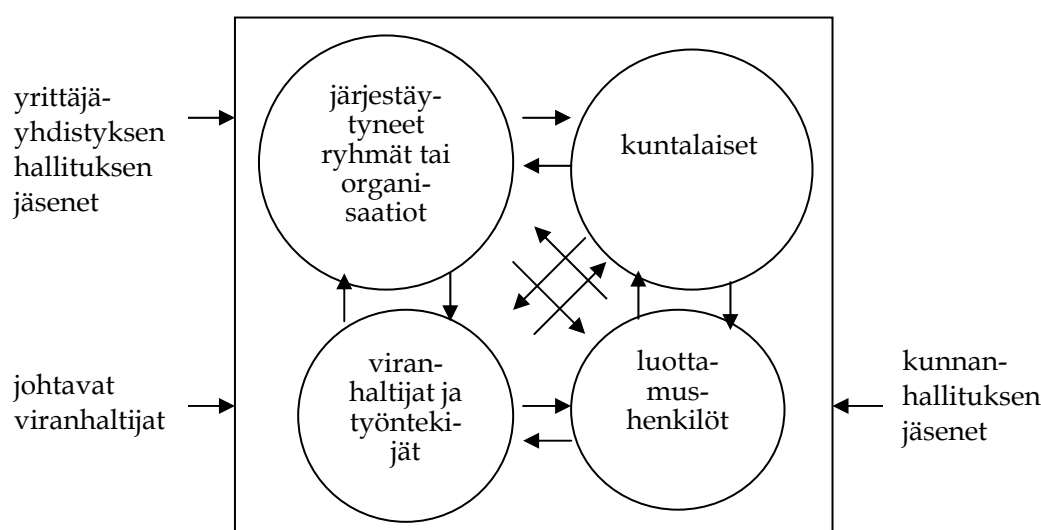 yrittäjä-
yhdistyksen
hallituksen
jäsenet
järjestäy-
tyneet
ryhmät tai
organi-
saatiot
kuntalaiset
johtavat
viranhaltijat
viran-
haltijat ja
työnteki-
jät
luotta-
mus-
henkilöt
kunnan-
hallituksen
jäsenet